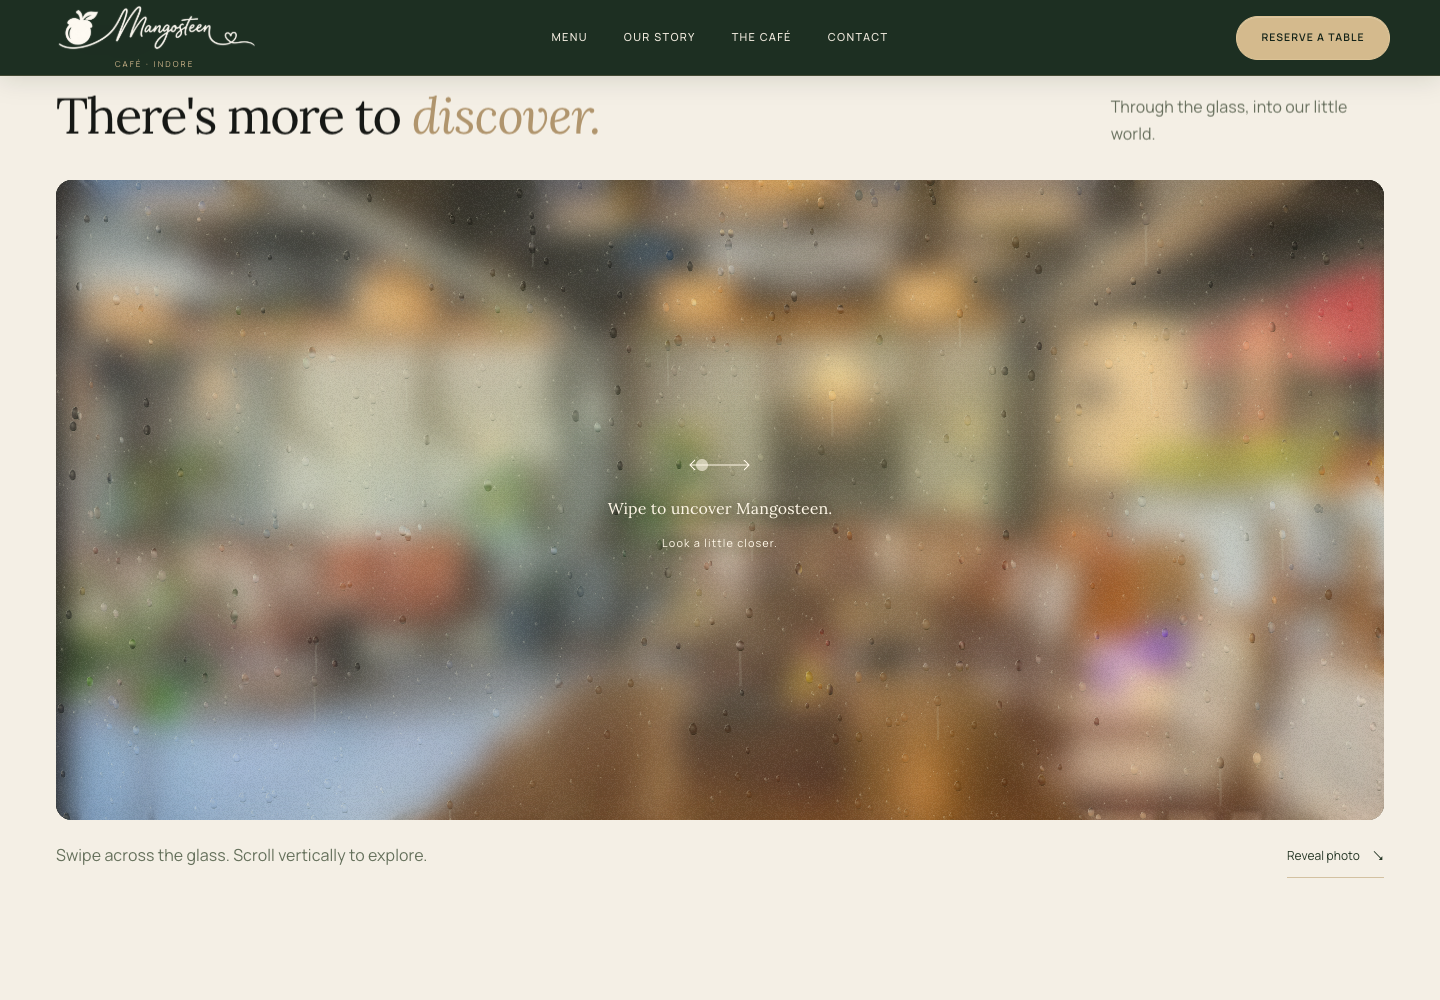 Mangosteen
CAFÉ · INDORE
MENU
OUR STORY
THE CAFÉ
CONTACT
RESERVE A TABLE
There's more to discover.
Through the glass, into our little
world.
Wipe to uncover Mangosteen.
Look a little closer.
Swipe across the glass. Scroll vertically to explore.
Reveal photo